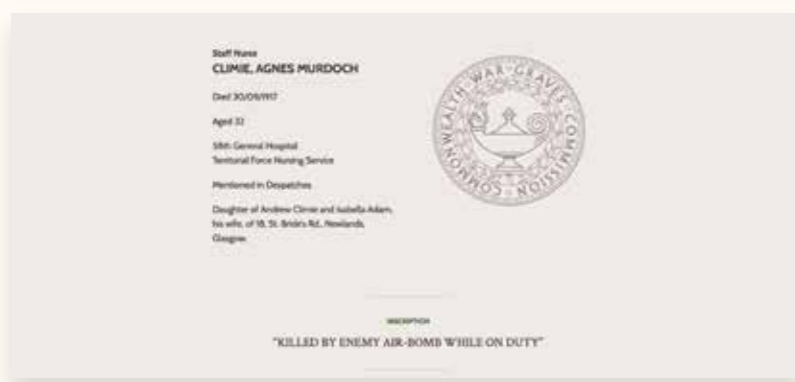 Staff Nurse
CLIMIE, AGNES MURDOCH
Died 30/09/1917
Aged 32
58th General Hospital
Territorial Force Nursing Service
Mentioned in Despatches
Daughter of Andrew Climie and Isabella Adam,
his wife, of 18, St. Bride's Rd., Newlands,
Glasgow.
COMMONWEALTH WAR·GRAVES COMMISSION
INSCRIPTION
"KILLED BY ENEMY AIR-BOMB WHILE ON DUTY"